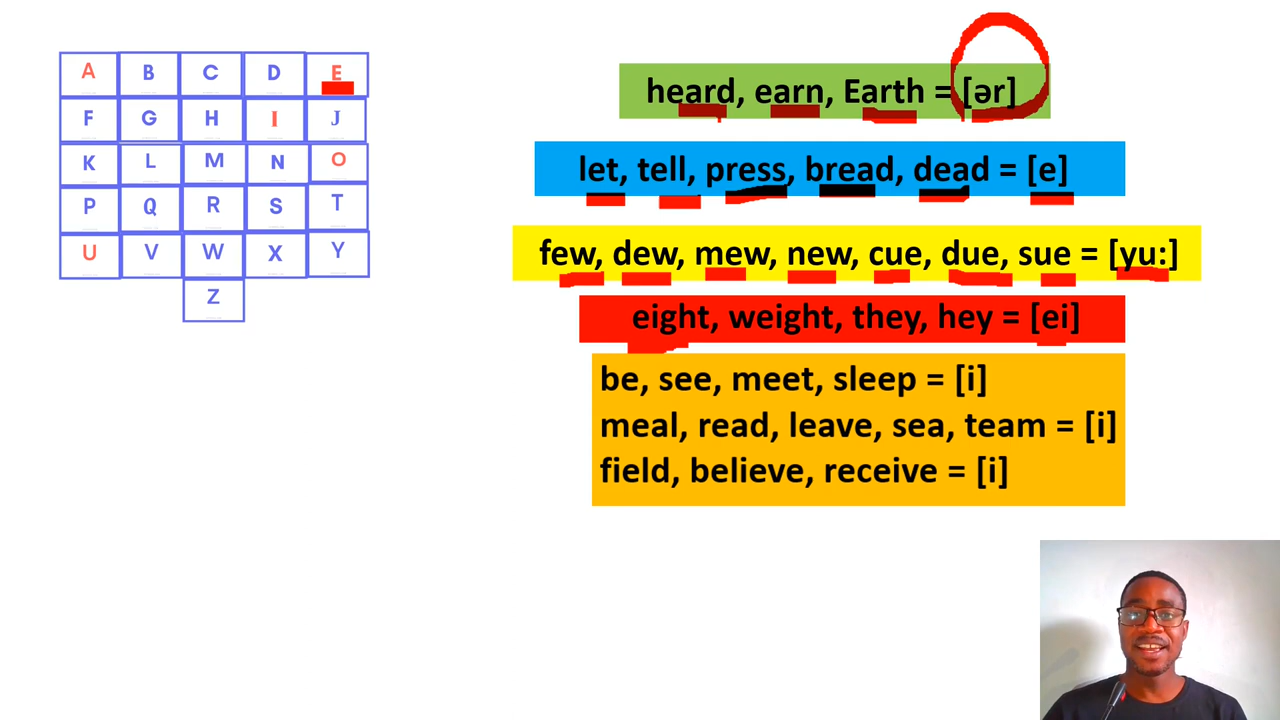 A B C D E
F G H I J
K L M N O
P Q R S T
U V W X Y
Z
heard, earn, Earth = [ər]
let, tell, press, bread, dead = [e]
few, dew, mew, new, cue, due, sue = [yu:]
eight, weight, they, hey = [ei]
be, see, meet, sleep = [i]
meal, read, leave, sea, team = [i]
field, believe, receive = [i]